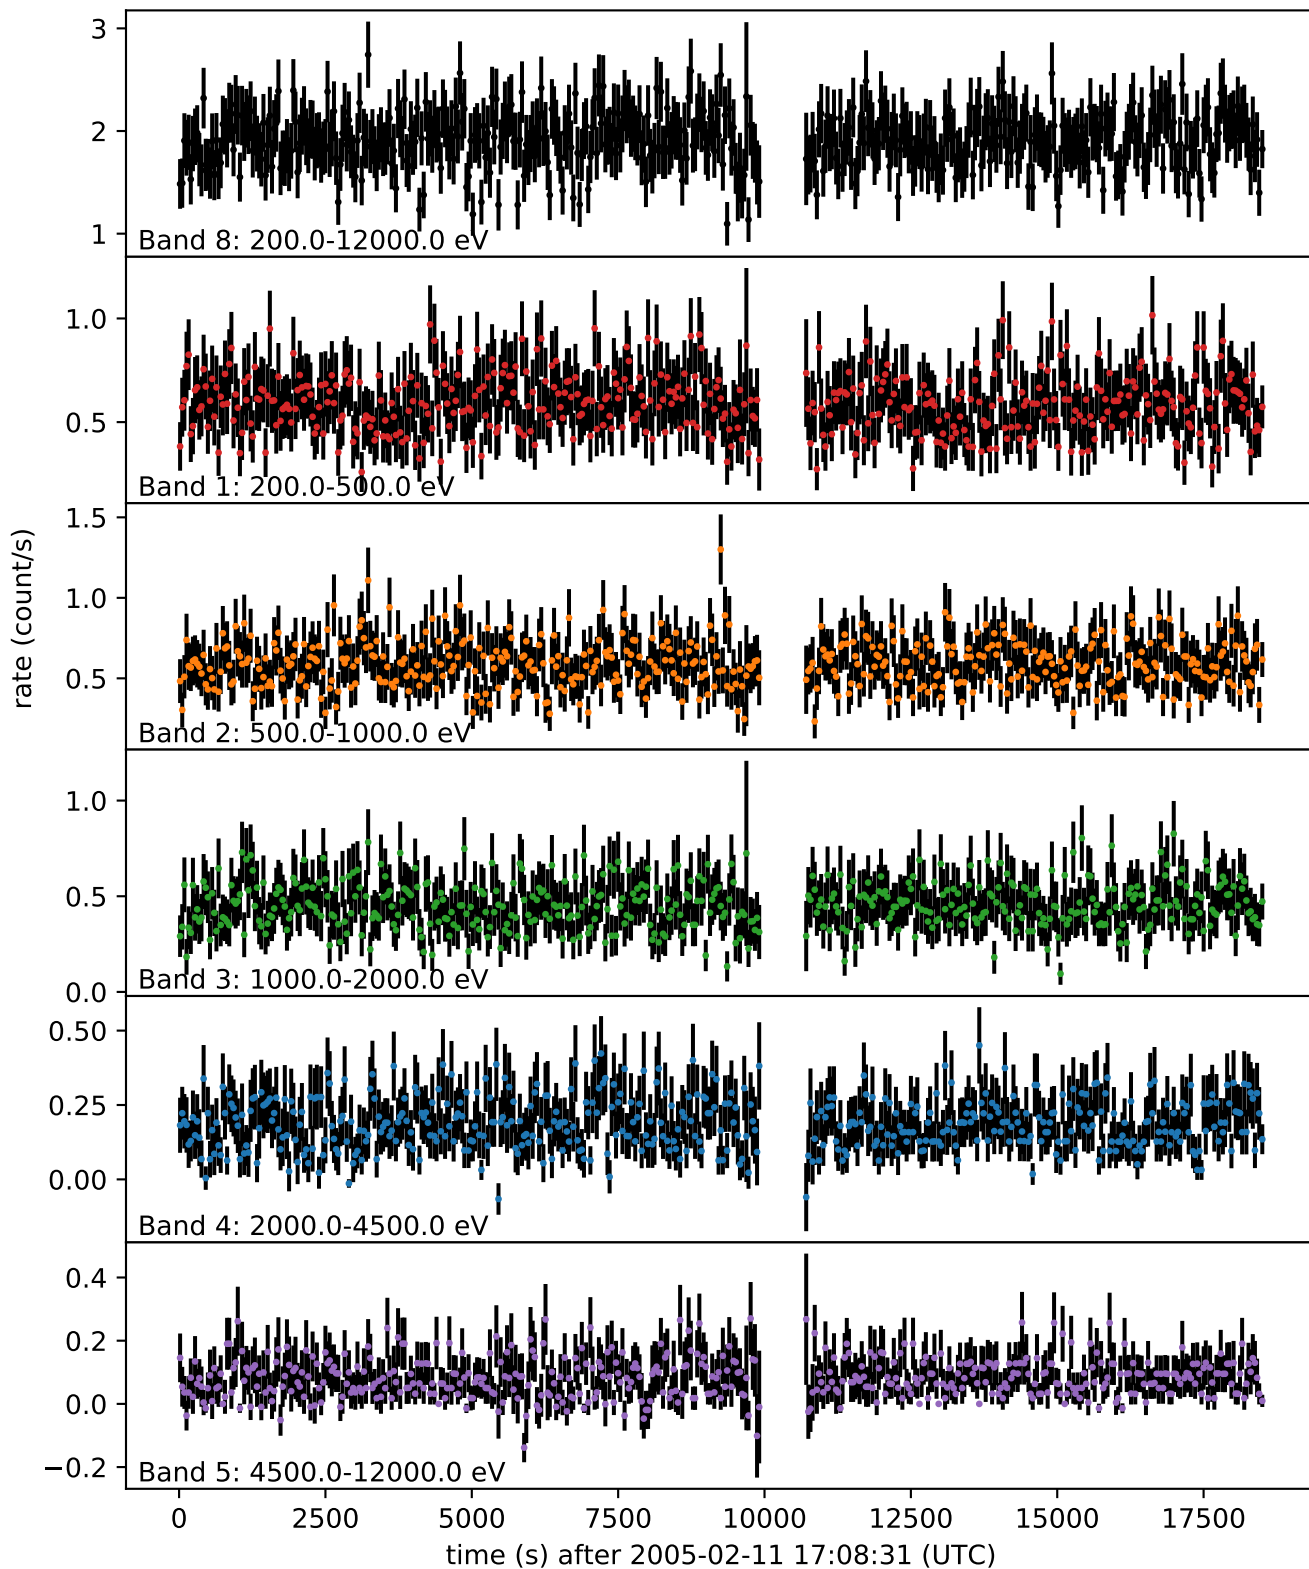 3
2
1
Band 8: 200.0-12000.0 eV
1.0
0.5
Band 1: 200.0-500.0 eV
1.5
1.0
0.5
Band 2: 500.0-1000.0 eV
rate (count/s)
1.0
0.5
0.0
Band 3: 1000.0-2000.0 eV
0.50
0.25
0.00
Band 4: 2000.0-4500.0 eV
0.4
0.2
0.0
−0.2
Band 5: 4500.0-12000.0 eV
0 2500 5000 7500 10000 12500 15000 17500
time (s) after 2005-02-11 17:08:31 (UTC)